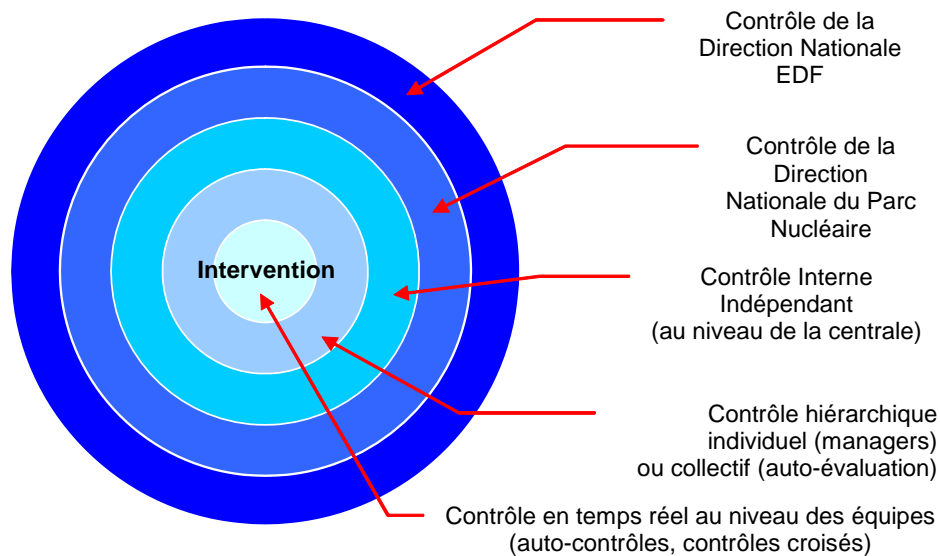 Contrôle de la
Direction Nationale
EDF
Contrôle de la
Direction
Nationale du Parc
Nucléaire
Intervention
Contrôle Interne
Indépendant
(au niveau de la centrale)
Contrôle hiérarchique
individuel (managers)
ou collectif (auto-évaluation)
Contrôle en temps réel au niveau des équipes
(auto-contrôles, contrôles croisés)